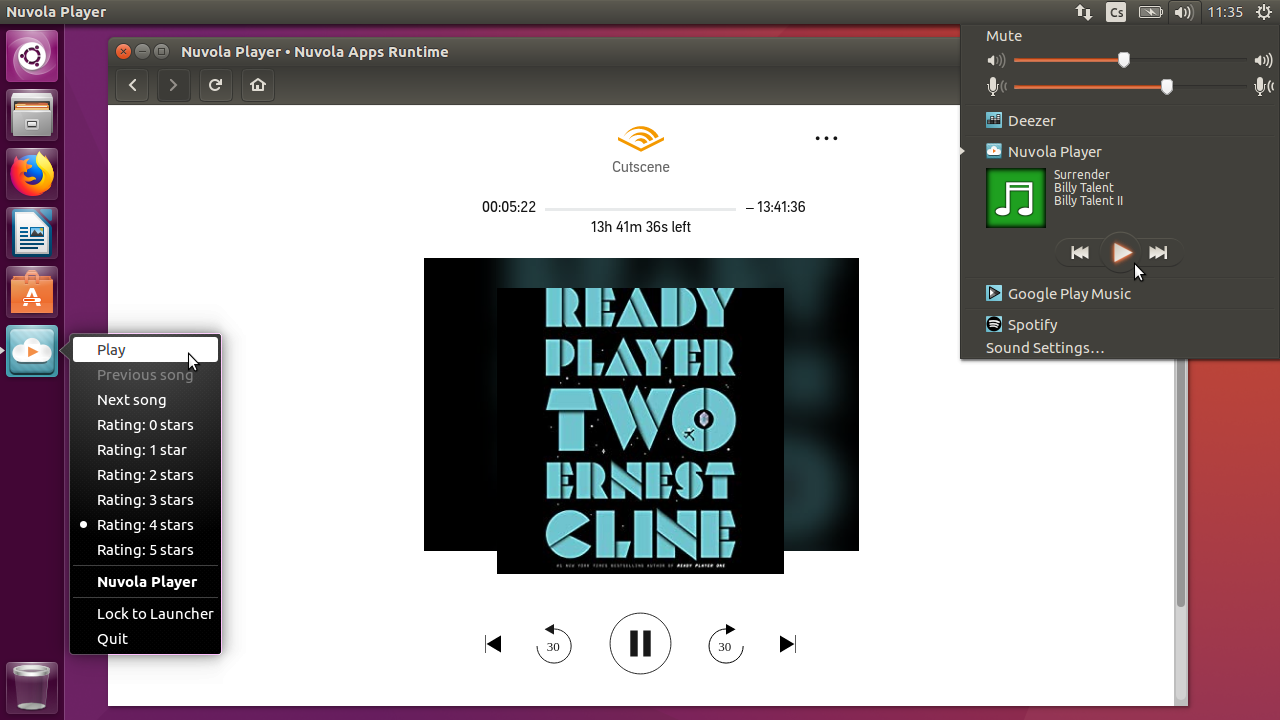 Nuvola Player
Cs
11:35
Nuvola Player • Nuvola Apps Runtime
Mute
Deezer
Nuvola Player
Surrender
Billy Talent
Billy Talent II
Google Play Music
Spotify
Sound Settings…
Cutscene
00:05:22
– 13:41:36
13h 41m 36s left
READY
PLAYER
TWO
ERNEST
CLINE
#1 NEW YORK TIMES BESTSELLING AUTHOR OF READY PLAYER ONE
30
30
Play
Previous song
Next song
Rating: 0 stars
Rating: 1 star
Rating: 2 stars
Rating: 3 stars
Rating: 4 stars
Rating: 5 stars
Nuvola Player
Lock to Launcher
Quit